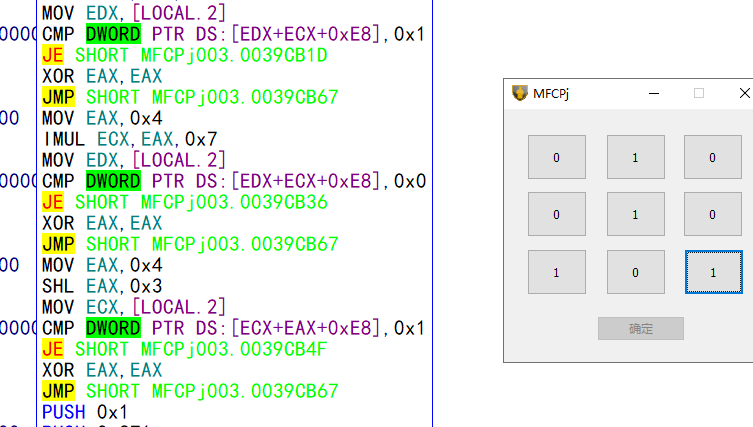 MOV EDX,[LOCAL.2]
0000 CMP DWORD PTR DS:[EDX+ECX+0xE8],0x1
JE SHORT MFCPj003.0039CB1D
XOR EAX,EAX
JMP SHORT MFCPj003.0039CB67
00 MOV EAX,0x4
IMUL ECX,EAX,0x7
MOV EDX,[LOCAL.2]
0000 CMP DWORD PTR DS:[EDX+ECX+0xE8],0x0
JE SHORT MFCPj003.0039CB36
XOR EAX,EAX
JMP SHORT MFCPj003.0039CB67
00 MOV EAX,0x4
SHL EAX,0x3
MOV ECX,[LOCAL.2]
0000 CMP DWORD PTR DS:[ECX+EAX+0xE8],0x1
JE SHORT MFCPj003.0039CB4F
XOR EAX,EAX
JMP SHORT MFCPj003.0039CB67
PUSH 0x1
MFCPj
0 1 0
0 1 0
1 0 1
确定